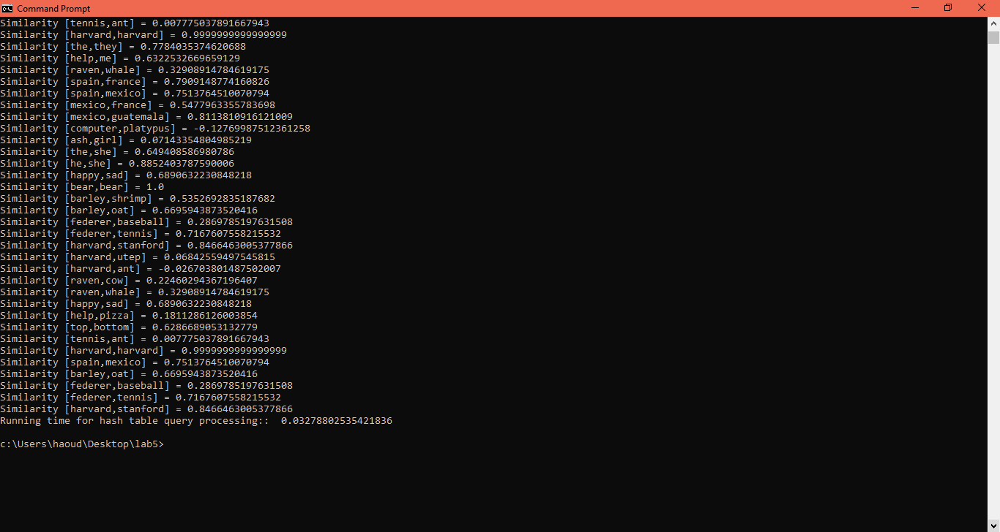 Command Prompt
Similarity [tennis,ant] = 0.007775037891667943
Similarity [harvard,harvard] = 0.9999999999999999
Similarity [the,they] = 0.7784035374620688
Similarity [help,me] = 0.6322532669659129
Similarity [raven,whale] = 0.32908914784619175
Similarity [spain,france] = 0.7909148774160826
Similarity [spain,mexico] = 0.7513764510070794
Similarity [mexico,france] = 0.5477963355783698
Similarity [mexico,guatemala] = 0.8113810916121009
Similarity [computer,platypus] = -0.12769987512361258
Similarity [ash,girl] = 0.07143354804985219
Similarity [the,she] = 0.649408586980786
Similarity [he,she] = 0.8852403787590006
Similarity [happy,sad] = 0.6890632230848218
Similarity [bear,bear] = 1.0
Similarity [barley,shrimp] = 0.5352692835187682
Similarity [barley,oat] = 0.6695943873520416
Similarity [federer,baseball] = 0.2869785197631508
Similarity [federer,tennis] = 0.7167607558215532
Similarity [harvard,stanford] = 0.8466463005377866
Similarity [harvard,utep] = 0.06842559497545815
Similarity [harvard,ant] = -0.026703801487502007
Similarity [raven,cow] = 0.22460294367196407
Similarity [raven,whale] = 0.32908914784619175
Similarity [happy,sad] = 0.6890632230848218
Similarity [help,pizza] = 0.1811286126003854
Similarity [top,bottom] = 0.6286689053132779
Similarity [tennis,ant] = 0.007775037891667943
Similarity [harvard,harvard] = 0.9999999999999999
Similarity [spain,mexico] = 0.7513764510070794
Similarity [barley,oat] = 0.6695943873520416
Similarity [federer,baseball] = 0.2869785197631508
Similarity [federer,tennis] = 0.7167607558215532
Similarity [harvard,stanford] = 0.8466463005377866
Running time for hash table query processing::  0.03278802535421836
c:\Users\haoud\Desktop\lab5>